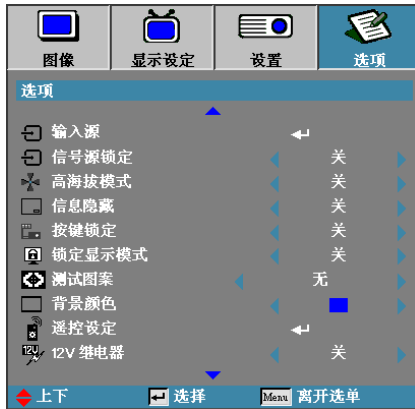 图像 显示设定 设置 选项
选项
输入源
信号源锁定 关
高海拔模式 关
信息隐藏 关
按键锁定 关
锁定显示模式 关
测试图案 无
背景颜色
遥控设定
12V 12V 继电器 关
上下 选择 Menu 离开选单